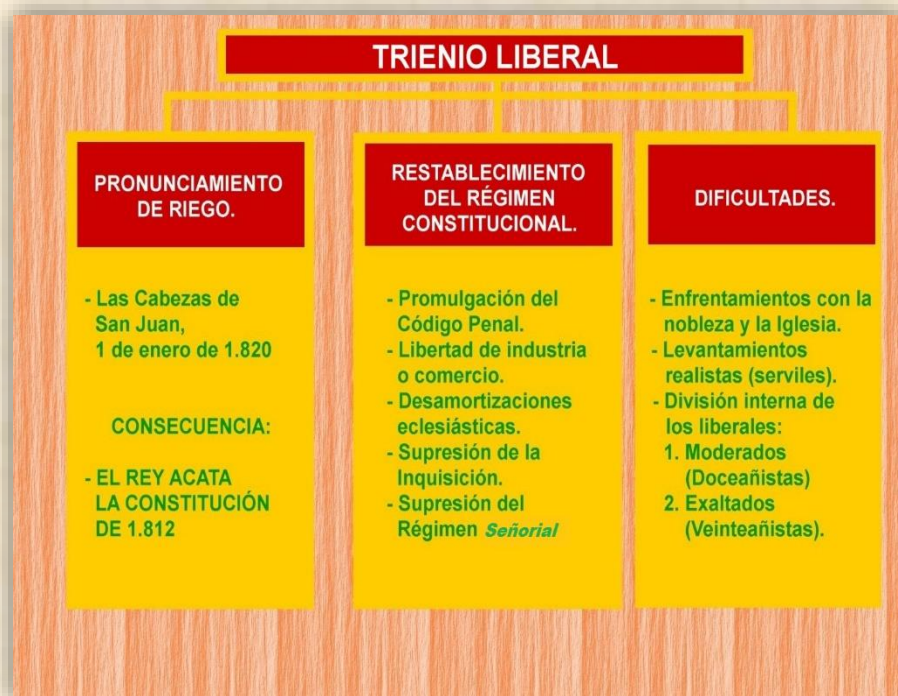 TRIENIO LIBERAL
PRONUNCIAMIENTO
DE RIEGO.
- Las Cabezas de
San Juan,
1 de enero de 1.820
CONSECUENCIA:
- EL REY ACATA
LA CONSTITUCIÓN
DE 1.812
RESTABLECIMIENTO
DEL RÉGIMEN
CONSTITUCIONAL.
- Promulgación del
Código Penal.
- Libertad de industria
o comercio.
- Desamortizaciones
eclesiásticas.
- Supresión de la
Inquisición.
- Supresión del
Régimen Señorial
DIFICULTADES.
- Enfrentamientos con la
nobleza y la Iglesia.
- Levantamientos
realistas (serviles).
- División interna de
los liberales:
1. Moderados
(Doceañistas)
2. Exaltados
(Veinteañistas).